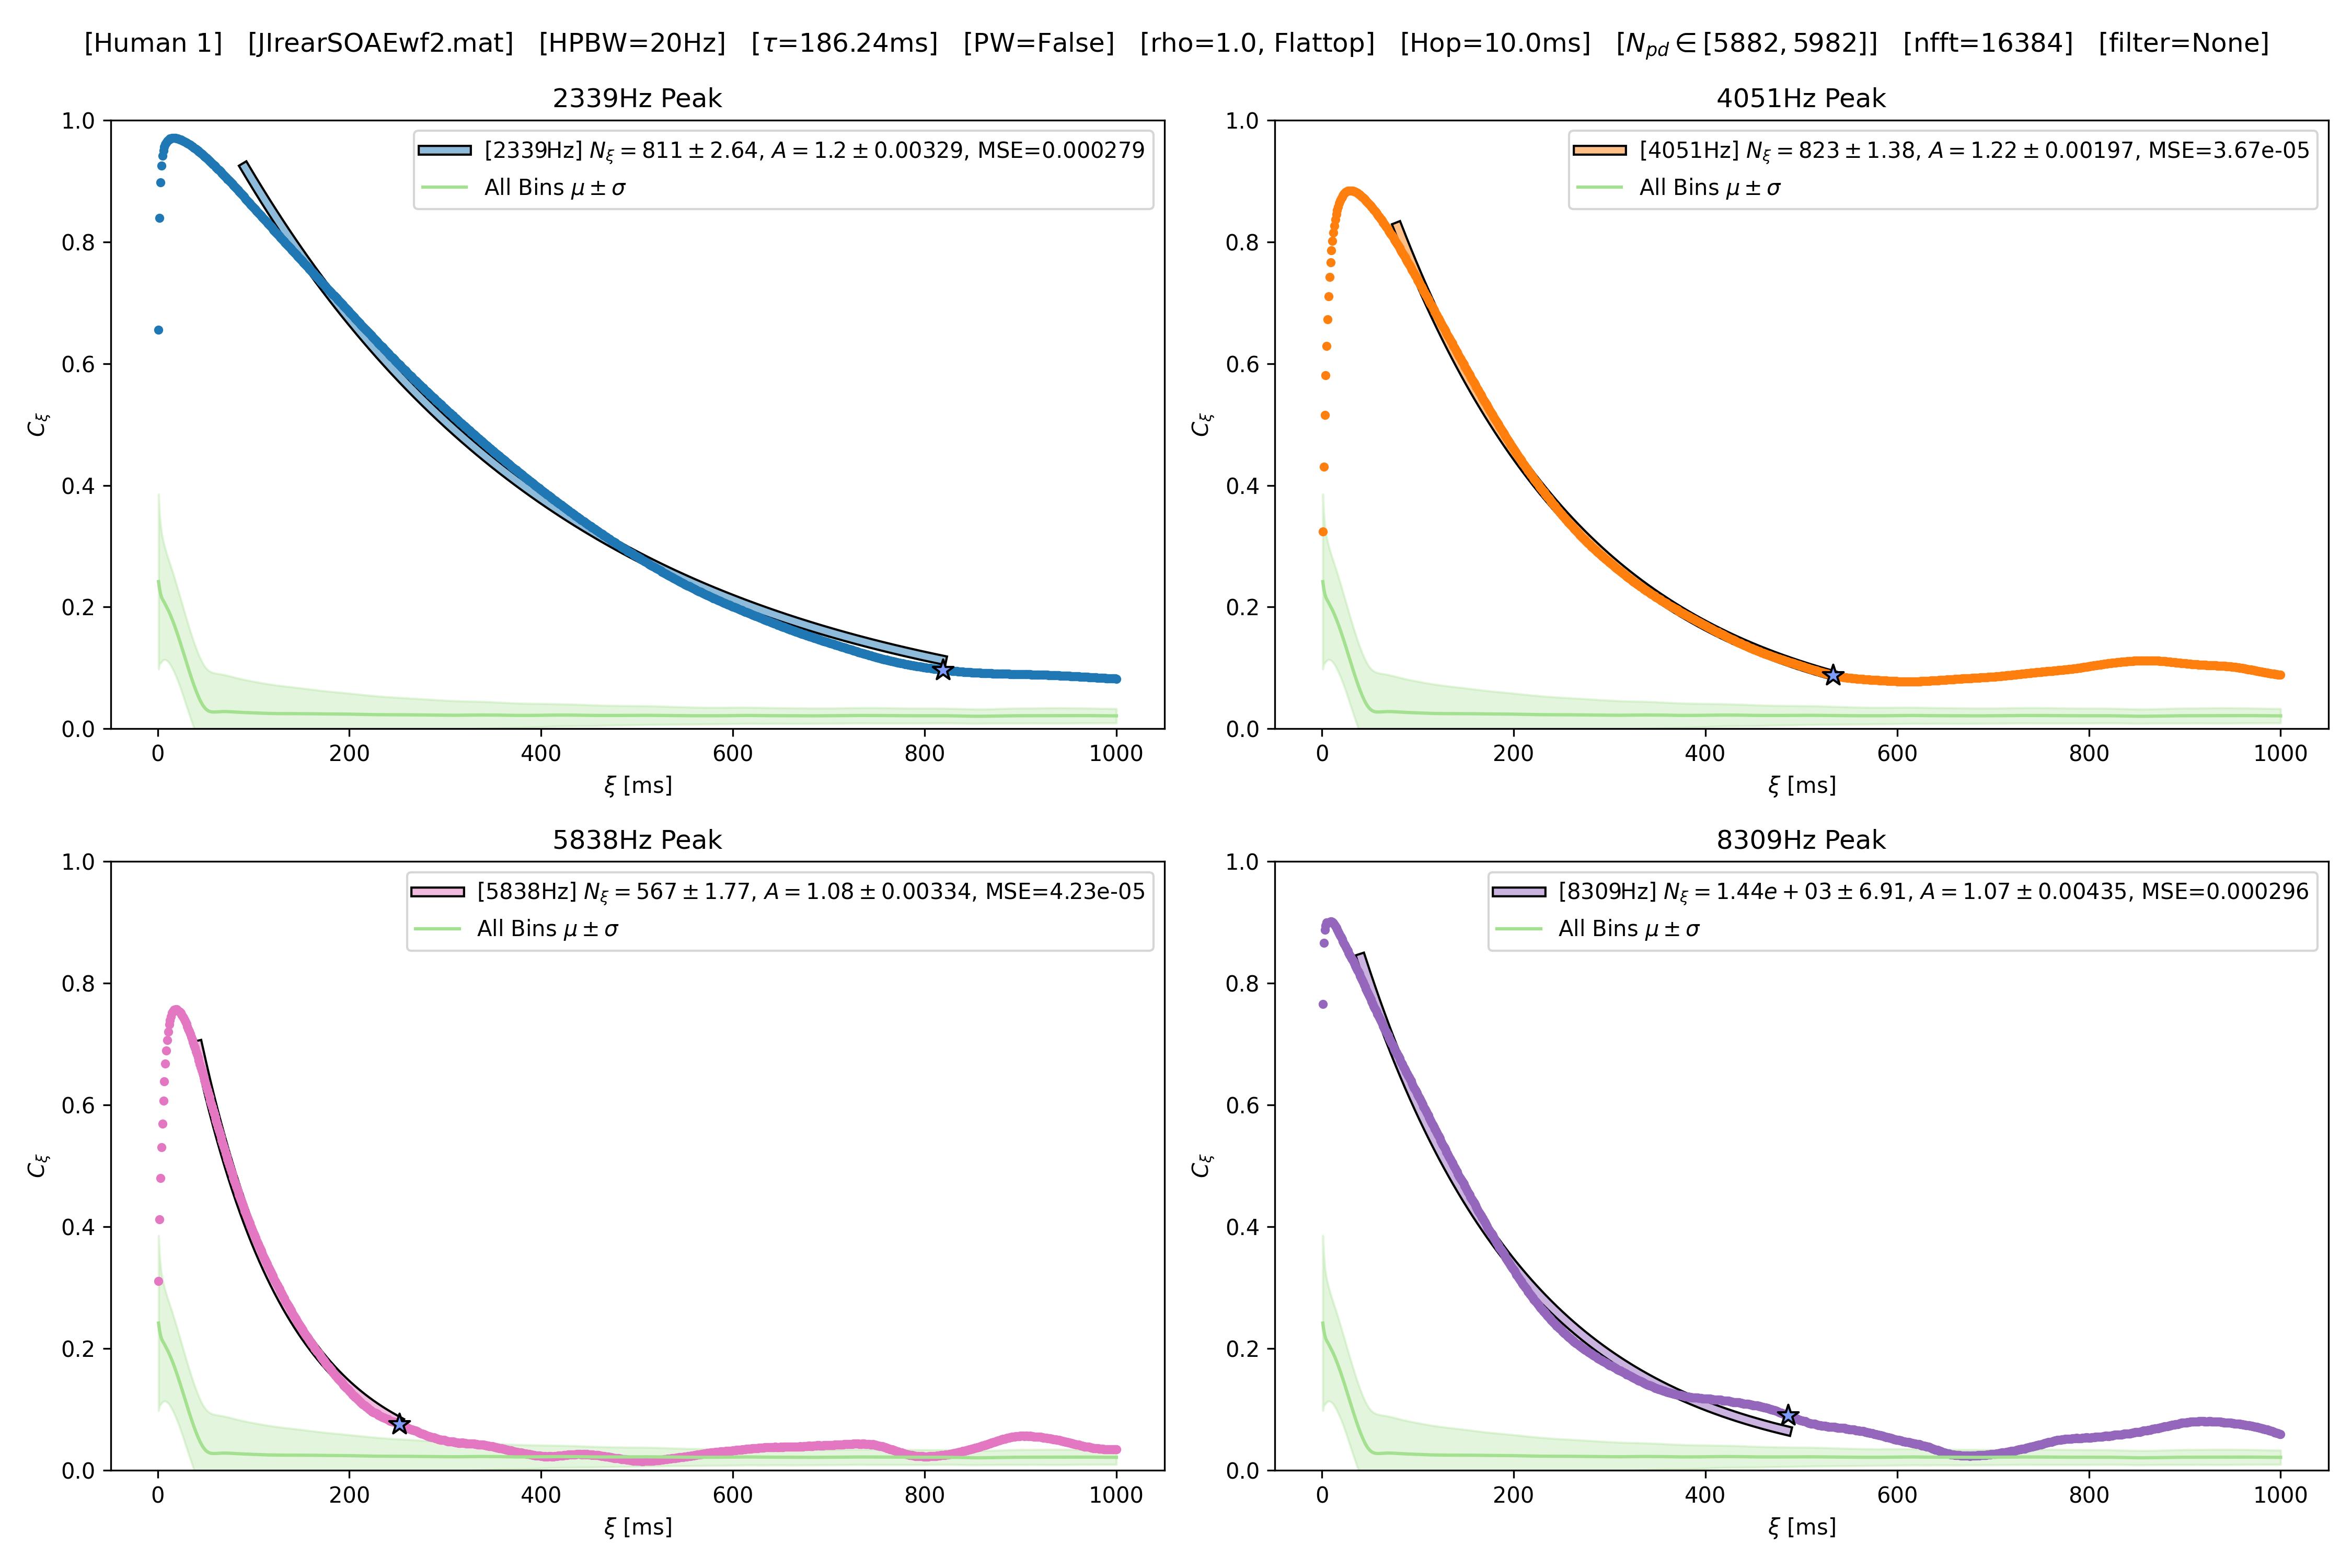 [Human 1] [JIrearSOAEwf2.mat] [HPBW=20Hz] [τ=186.24ms] [PW=False] [rho=1.0, Flattop] [Hop=10.0ms] [N_pd ∈ [5882, 5982]] [nfft=16384] [filter=None]
2339Hz Peak
[2339Hz] N_ξ = 811 ± 2.64, A = 1.2 ± 0.00329, MSE=0.000279
All Bins μ ± σ
1.0
0.8
0.6
0.4
0.2
0.0
C_ξ
0 200 400 600 800 1000
ξ [ms]
4051Hz Peak
[4051Hz] N_ξ = 823 ± 1.38, A = 1.22 ± 0.00197, MSE=3.67e-05
All Bins μ ± σ
1.0
0.8
0.6
0.4
0.2
0.0
C_ξ
0 200 400 600 800 1000
ξ [ms]
5838Hz Peak
[5838Hz] N_ξ = 567 ± 1.77, A = 1.08 ± 0.00334, MSE=4.23e-05
All Bins μ ± σ
1.0
0.8
0.6
0.4
0.2
0.0
C_ξ
0 200 400 600 800 1000
ξ [ms]
8309Hz Peak
[8309Hz] N_ξ = 1.44e + 03 ± 6.91, A = 1.07 ± 0.00435, MSE=0.000296
All Bins μ ± σ
1.0
0.8
0.6
0.4
0.2
0.0
C_ξ
0 200 400 600 800 1000
ξ [ms]